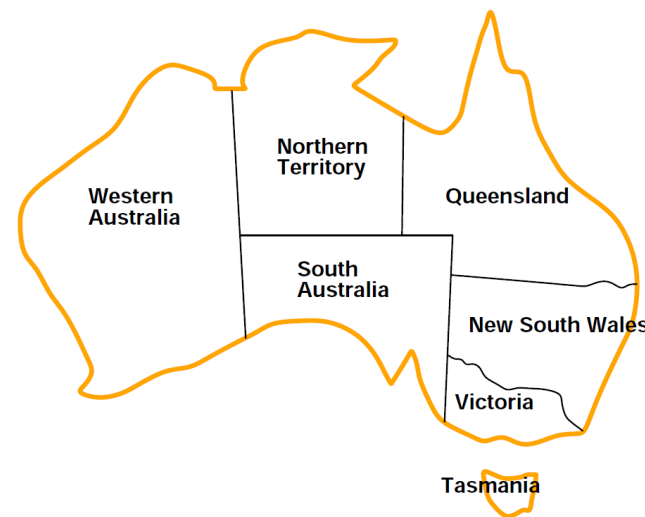 Northern
Territory
Western
Australia
Queensland
South
Australia
New South Wales
Victoria
Tasmania